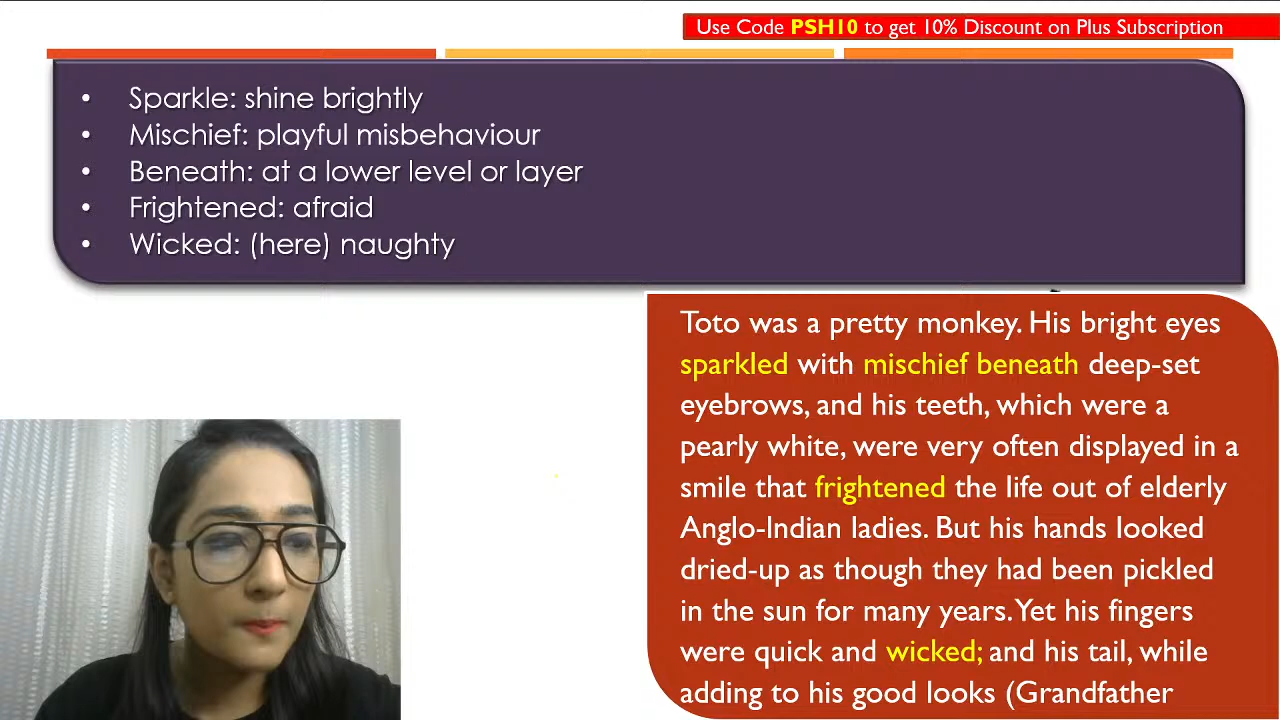 Use Code PSH10 to get 10% Discount on Plus Subscription
• Sparkle: shine brightly
• Mischief: playful misbehaviour
• Beneath: at a lower level or layer
• Frightened: afraid
• Wicked: (here) naughty
Toto was a pretty monkey. His bright eyes
sparkled with mischief beneath deep-set
eyebrows, and his teeth, which were a
pearly white, were very often displayed in a
smile that frightened the life out of elderly
Anglo-Indian ladies. But his hands looked
dried-up as though they had been pickled
in the sun for many years. Yet his fingers
were quick and wicked; and his tail, while
adding to his good looks (Grandfather